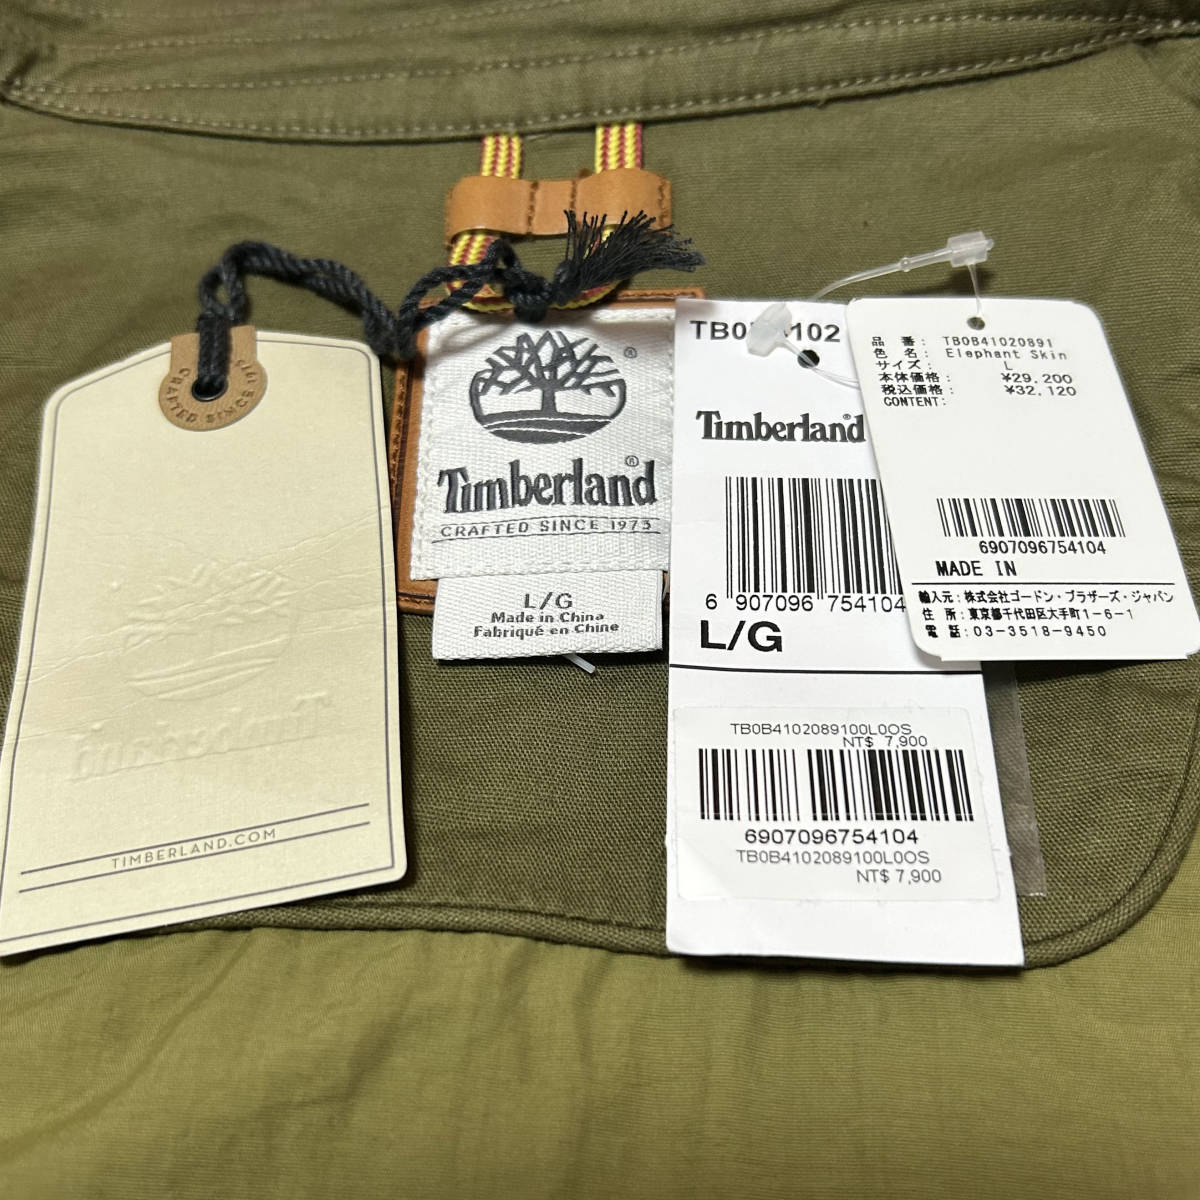 CRAFTED SINCE 1973
Timberland
TIMBERLAND.COM
®
Timberland®
CRAFTED SINCE 1973
L/G
Made in China
Fabriqué en Chine
102
Timberland®
6 907096 754104
L/G
TB0B4102089100L0OS
NT$ 7,900
6907096754104
TB0B4102089100L0OS
NT$ 7,900
品 番: TB0B41020891
色 名: Elephant Skin
サイズ: L
本体価格: ¥29,200
税込価格: ¥32,120
CONTENT:
6907096754104
MADE IN
輸入元:株式会社ゴードン・ブラザーズ・ジャパン
住 所:東京都千代田区大手町1-6-1
電 話:03-3518-9450